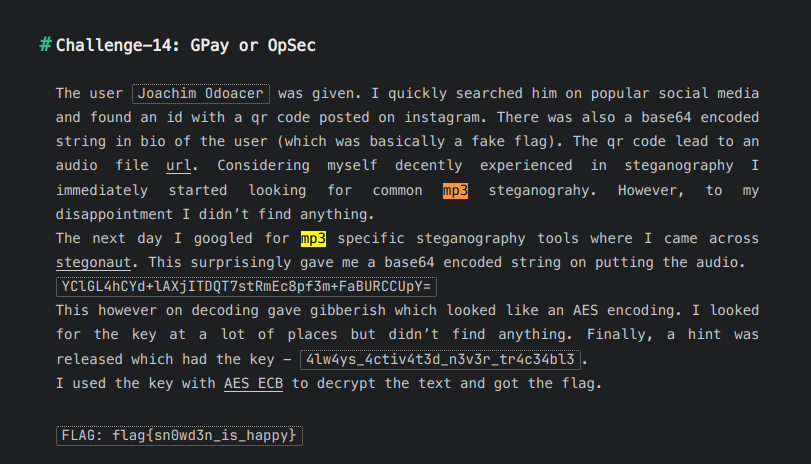 # Challenge-14: GPay or OpSec
The user Joachim Odoacer was given. I quickly searched him on popular social media
and found an id with a qr code posted on instagram. There was also a base64 encoded
string in bio of the user (which was basically a fake flag). The qr code lead to an
audio file url. Considering myself decently experienced in steganography I
immediately started looking for common mp3 steganograhy. However, to my
disappointment I didn’t find anything.
The next day I googled for mp3 specific steganography tools where I came across
stegonaut. This surprisingly gave me a base64 encoded string on putting the audio.
YClGL4hCYd+lAXjITDQT7stRmEc8pf3m+FaBURCCUpY=
This however on decoding gave gibberish which looked like an AES encoding. I looked
for the key at a lot of places but didn’t find anything. Finally, a hint was
released which had the key – 4lw4ys_4ctiv4t3d_n3v3r_tr4c34bl3.
I used the key with AES ECB to decrypt the text and got the flag.
FLAG: flag{sn0wd3n_is_happy}